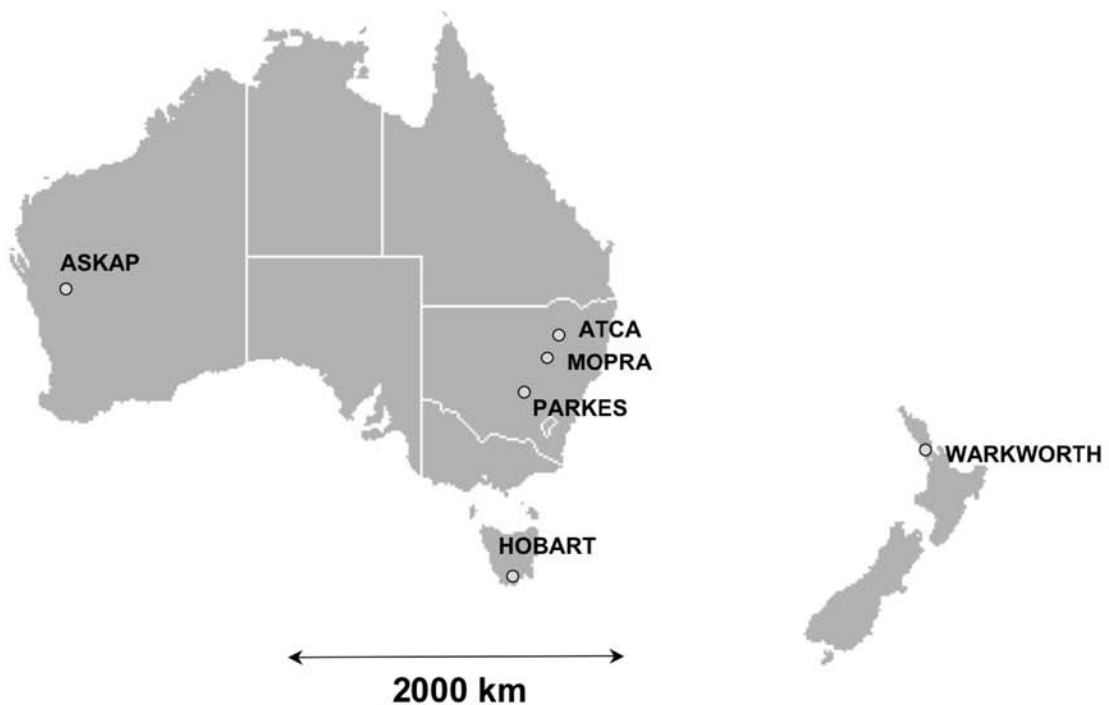 ASKAP
ATCA
MOPRA
PARKES
WARKWORTH
HOBART
2000 km